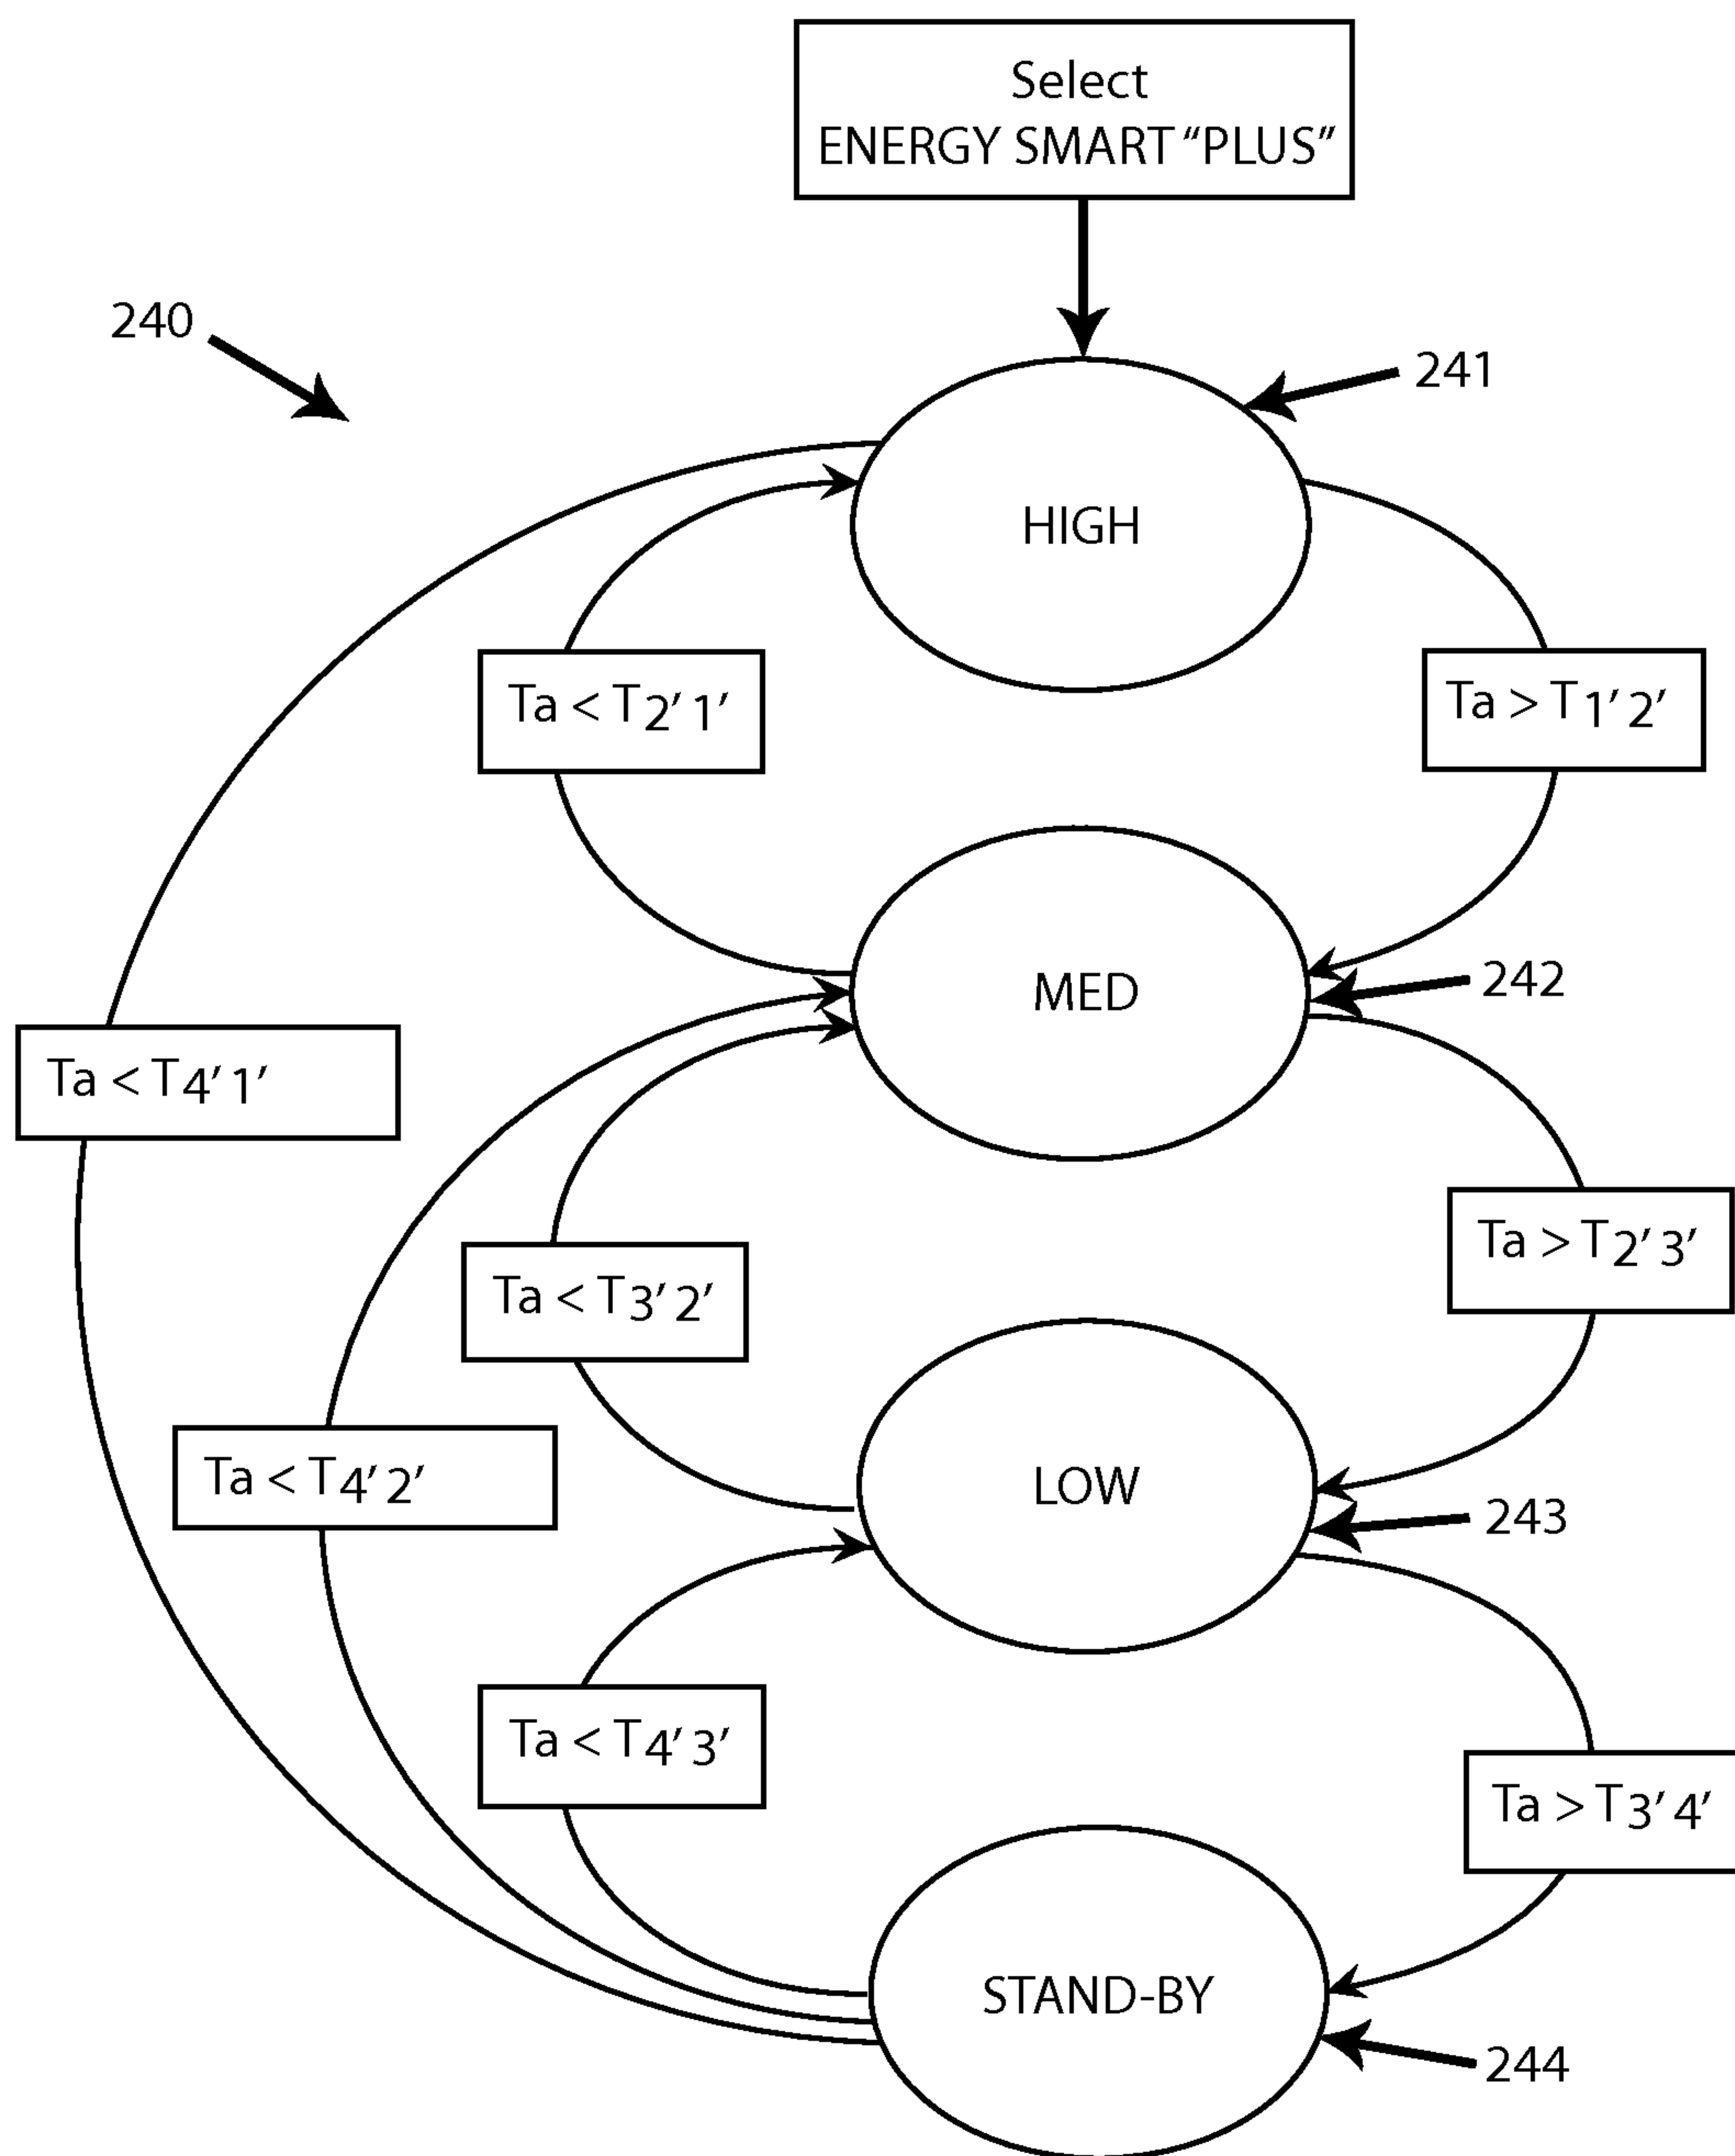 Select
ENERGY SMART “PLUS”
240
241
HIGH
Ta < T2′1′
Ta > T1′2′
MED
242
Ta < T4′1′
Ta > T2′3′
Ta < T3′2′
Ta < T4′2′
LOW
243
Ta < T4′3′
Ta > T3′4′
STAND-BY
244